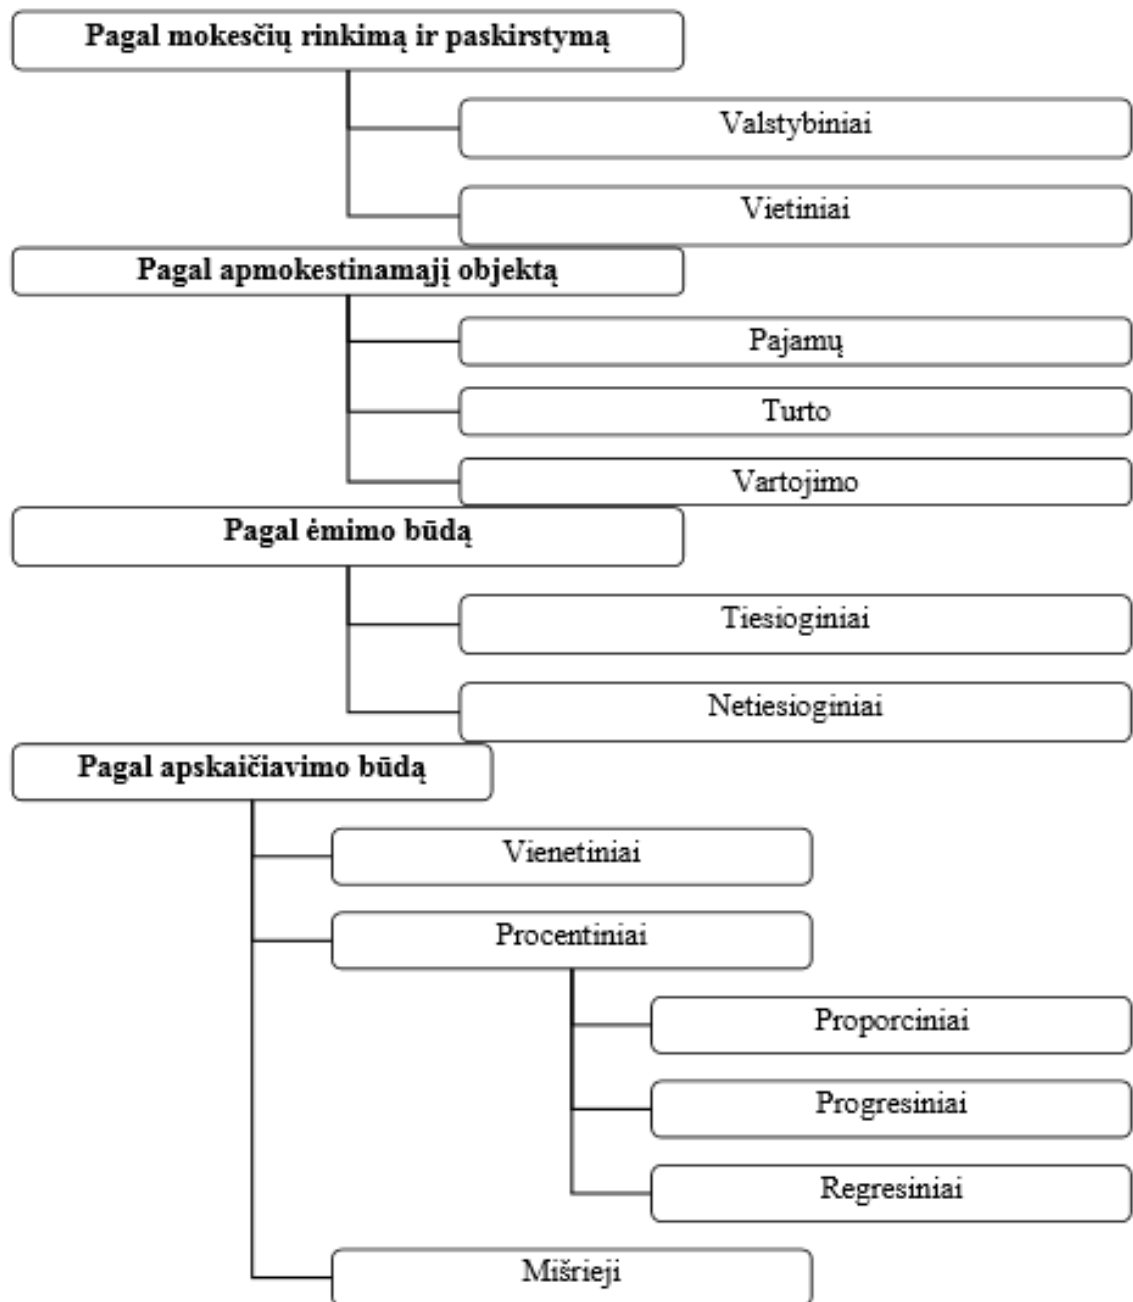 Pagal mokesčių rinkimą ir paskirstymą
Valstybiniai
Vietiniai
Pagal apmokestinamąjį objektą
Pajamų
Turto
Vartojimo
Pagal ėmimo būdą
Tiesioginiai
Netiesioginiai
Pagal apskaičiavimo būdą
Vienetiniai
Procentiniai
Proporciniai
Progresiniai
Regresiniai
Mišrieji